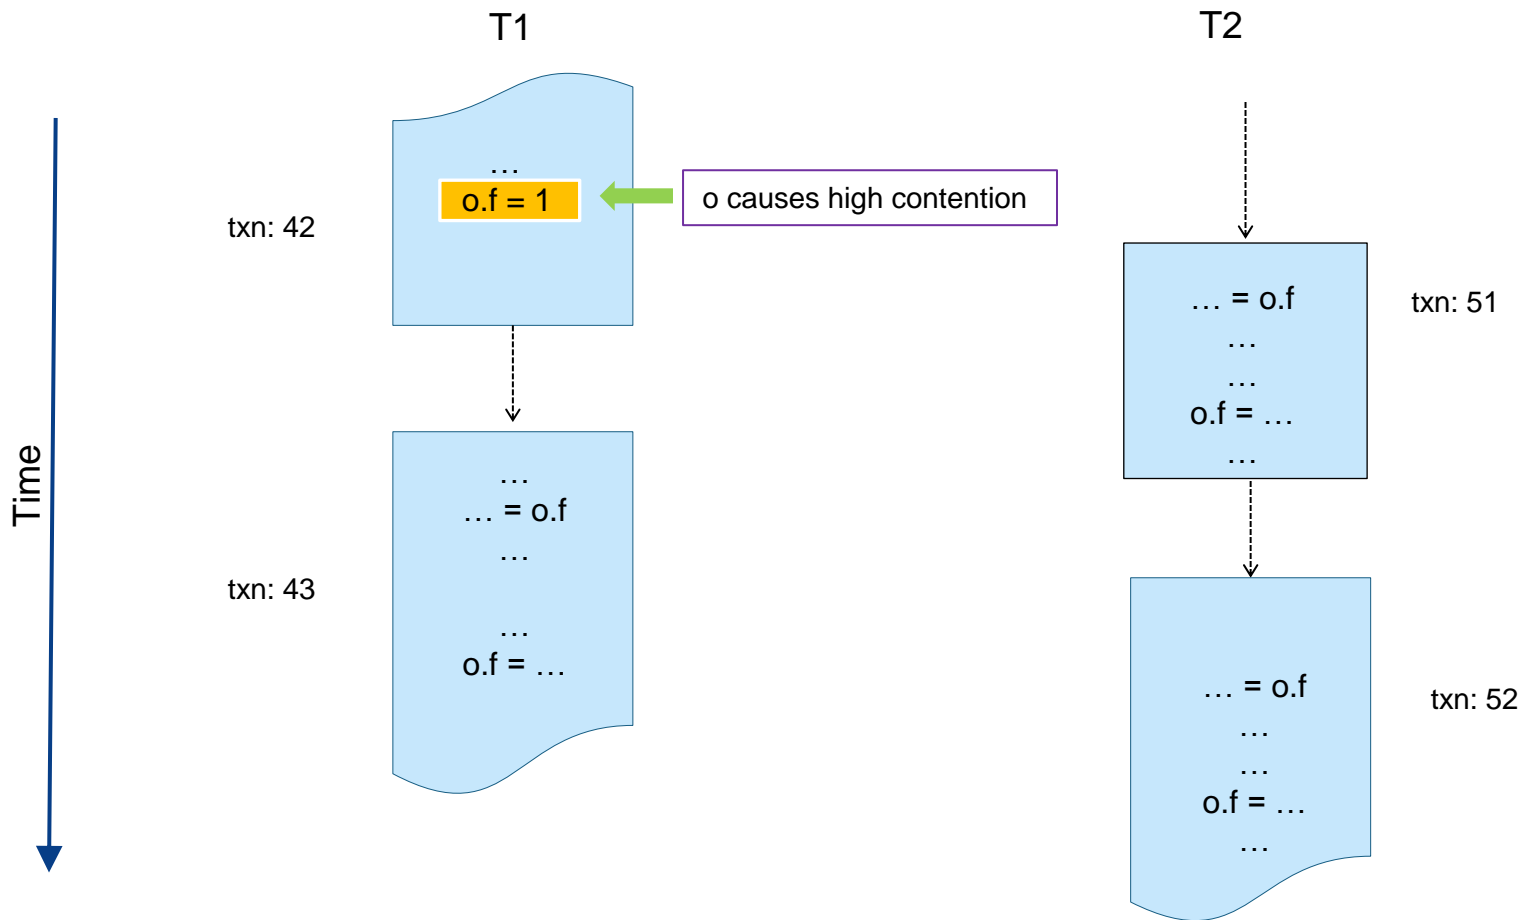 T1
T2
…
o.f = 1
o causes high contention
txn: 42
… = o.f
…
…
o.f = …
…
txn: 51
Time
…
… = o.f
…
…
o.f = …
txn: 43
… = o.f
…
…
o.f = …
…
txn: 52